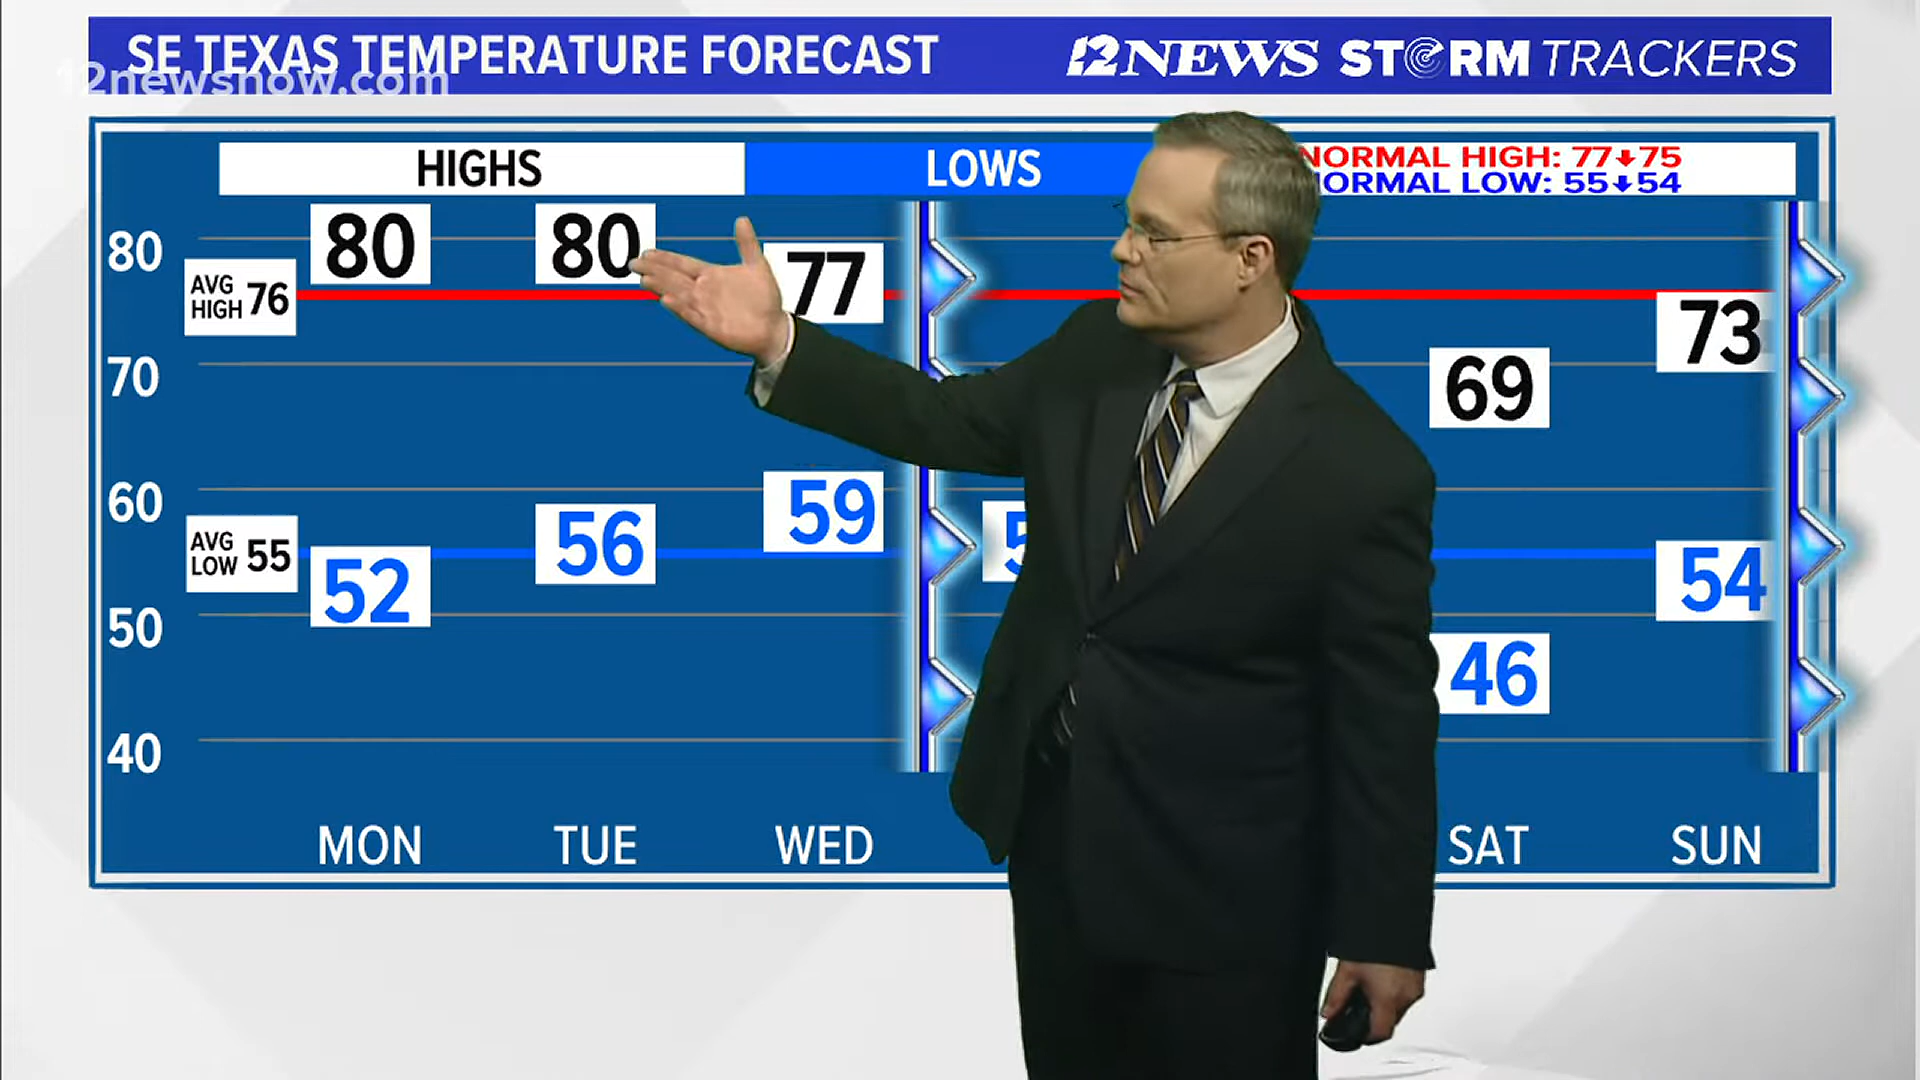 SE TEXAS TEMPERATURE FORECAST
12newsnow.com
12NEWS STORM TRACKERS
HIGHS
LOWS
NORMAL HIGH: 77↓75
ORMAL LOW: 55↓54
80
80
80
77
AVG
HIGH 76
73
70
69
60
59
56
5
AVG
LOW 55
52
54
50
46
40
MON
TUE
WED
SAT
SUN